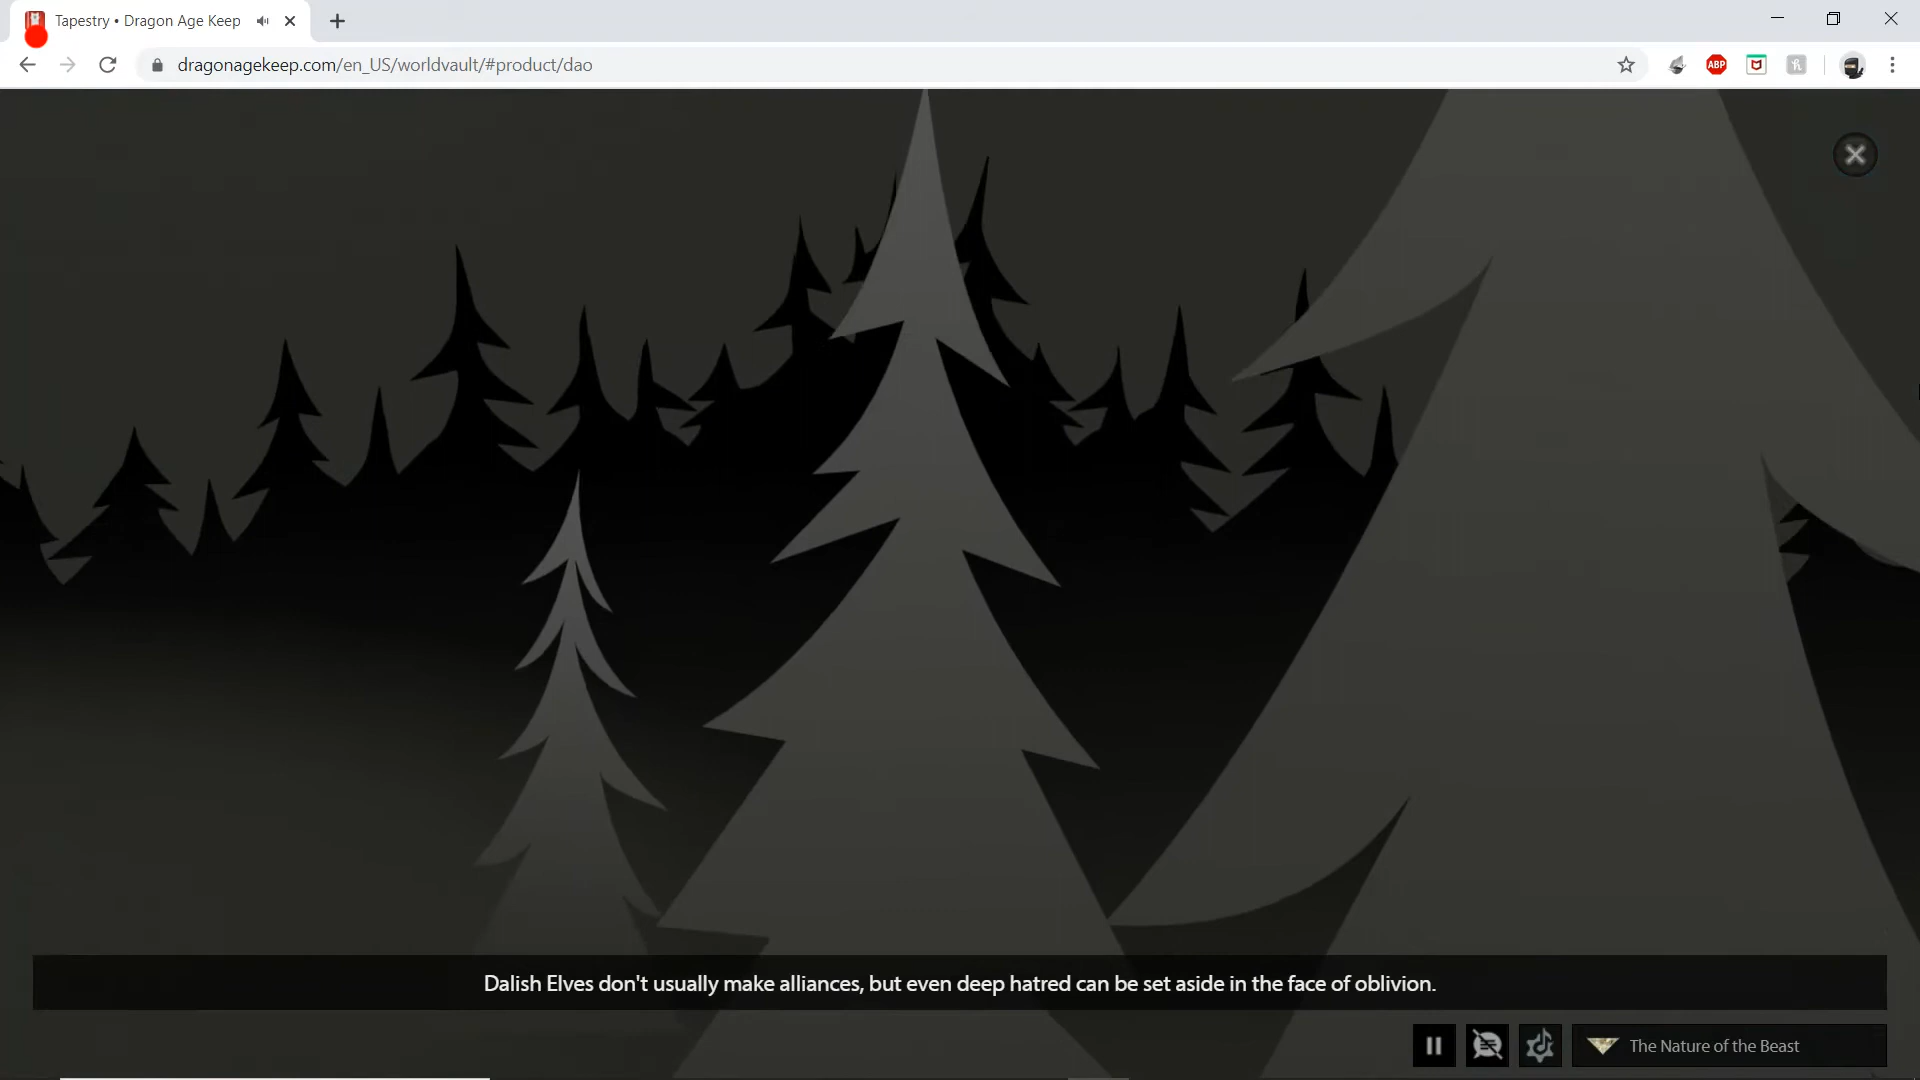 Tapestry • Dragon Age Keep
dragonagekeep.com/en_US/worldvault/#product/dao
ABP
Dalish Elves don't usually make alliances, but even deep hatred can be set aside in the face of oblivion.
The Nature of the Beast